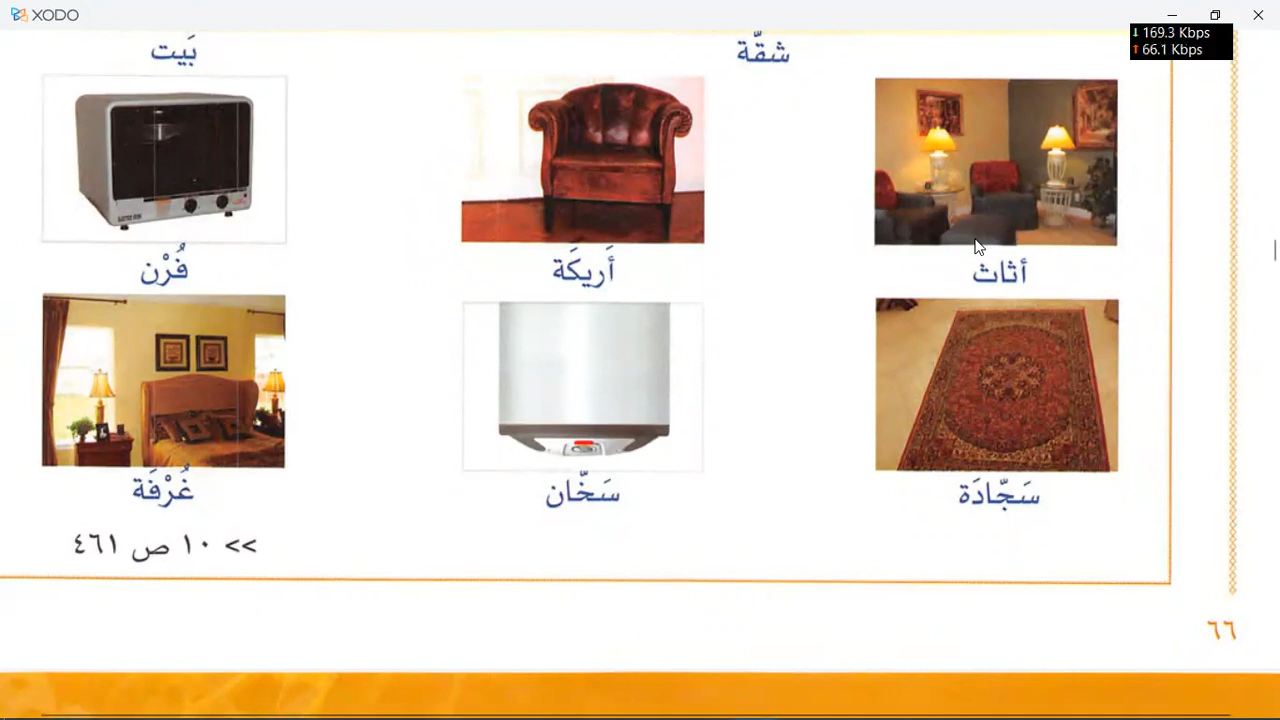 XODO
↓ 169.3 Kbps
↑ 66.1 Kbps
شقّة بَيت
أثاث أَريكَة فُرْن
سَجّادَة سَخّان غُرْفَة
>> ١٠ ص ٤٦١
٦٦